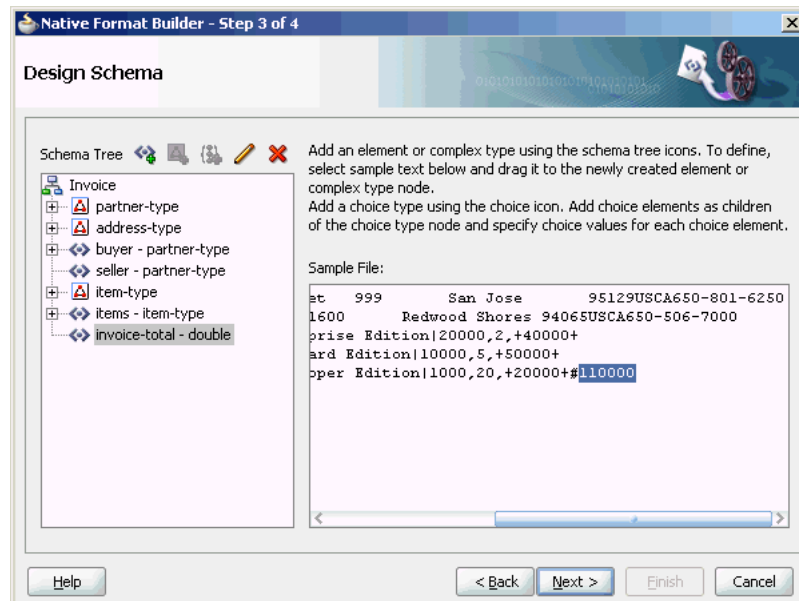 Native Format Builder - Step 3 of 4
Design Schema
Schema Tree
Invoice
partner-type
address-type
buyer - partner-type
seller - partner-type
item-type
items - item-type
invoice-total - double
Add an element or complex type using the schema tree icons. To define,
select sample text below and drag it to the newly created element or
complex type node.
Add a choice type using the choice icon. Add choice elements as children
of the choice type node and specify choice values for each choice element.
Sample File:
et 999 San Jose 95129USCA650-801-6250
1600 Redwood Shores 94065USCA650-506-7000
prise Edition|20000,2,+40000+
ard Edition|10000,5,+50000+
oper Edition|1000,20,+20000+#110000
Help
< Back
Next >
Finish
Cancel